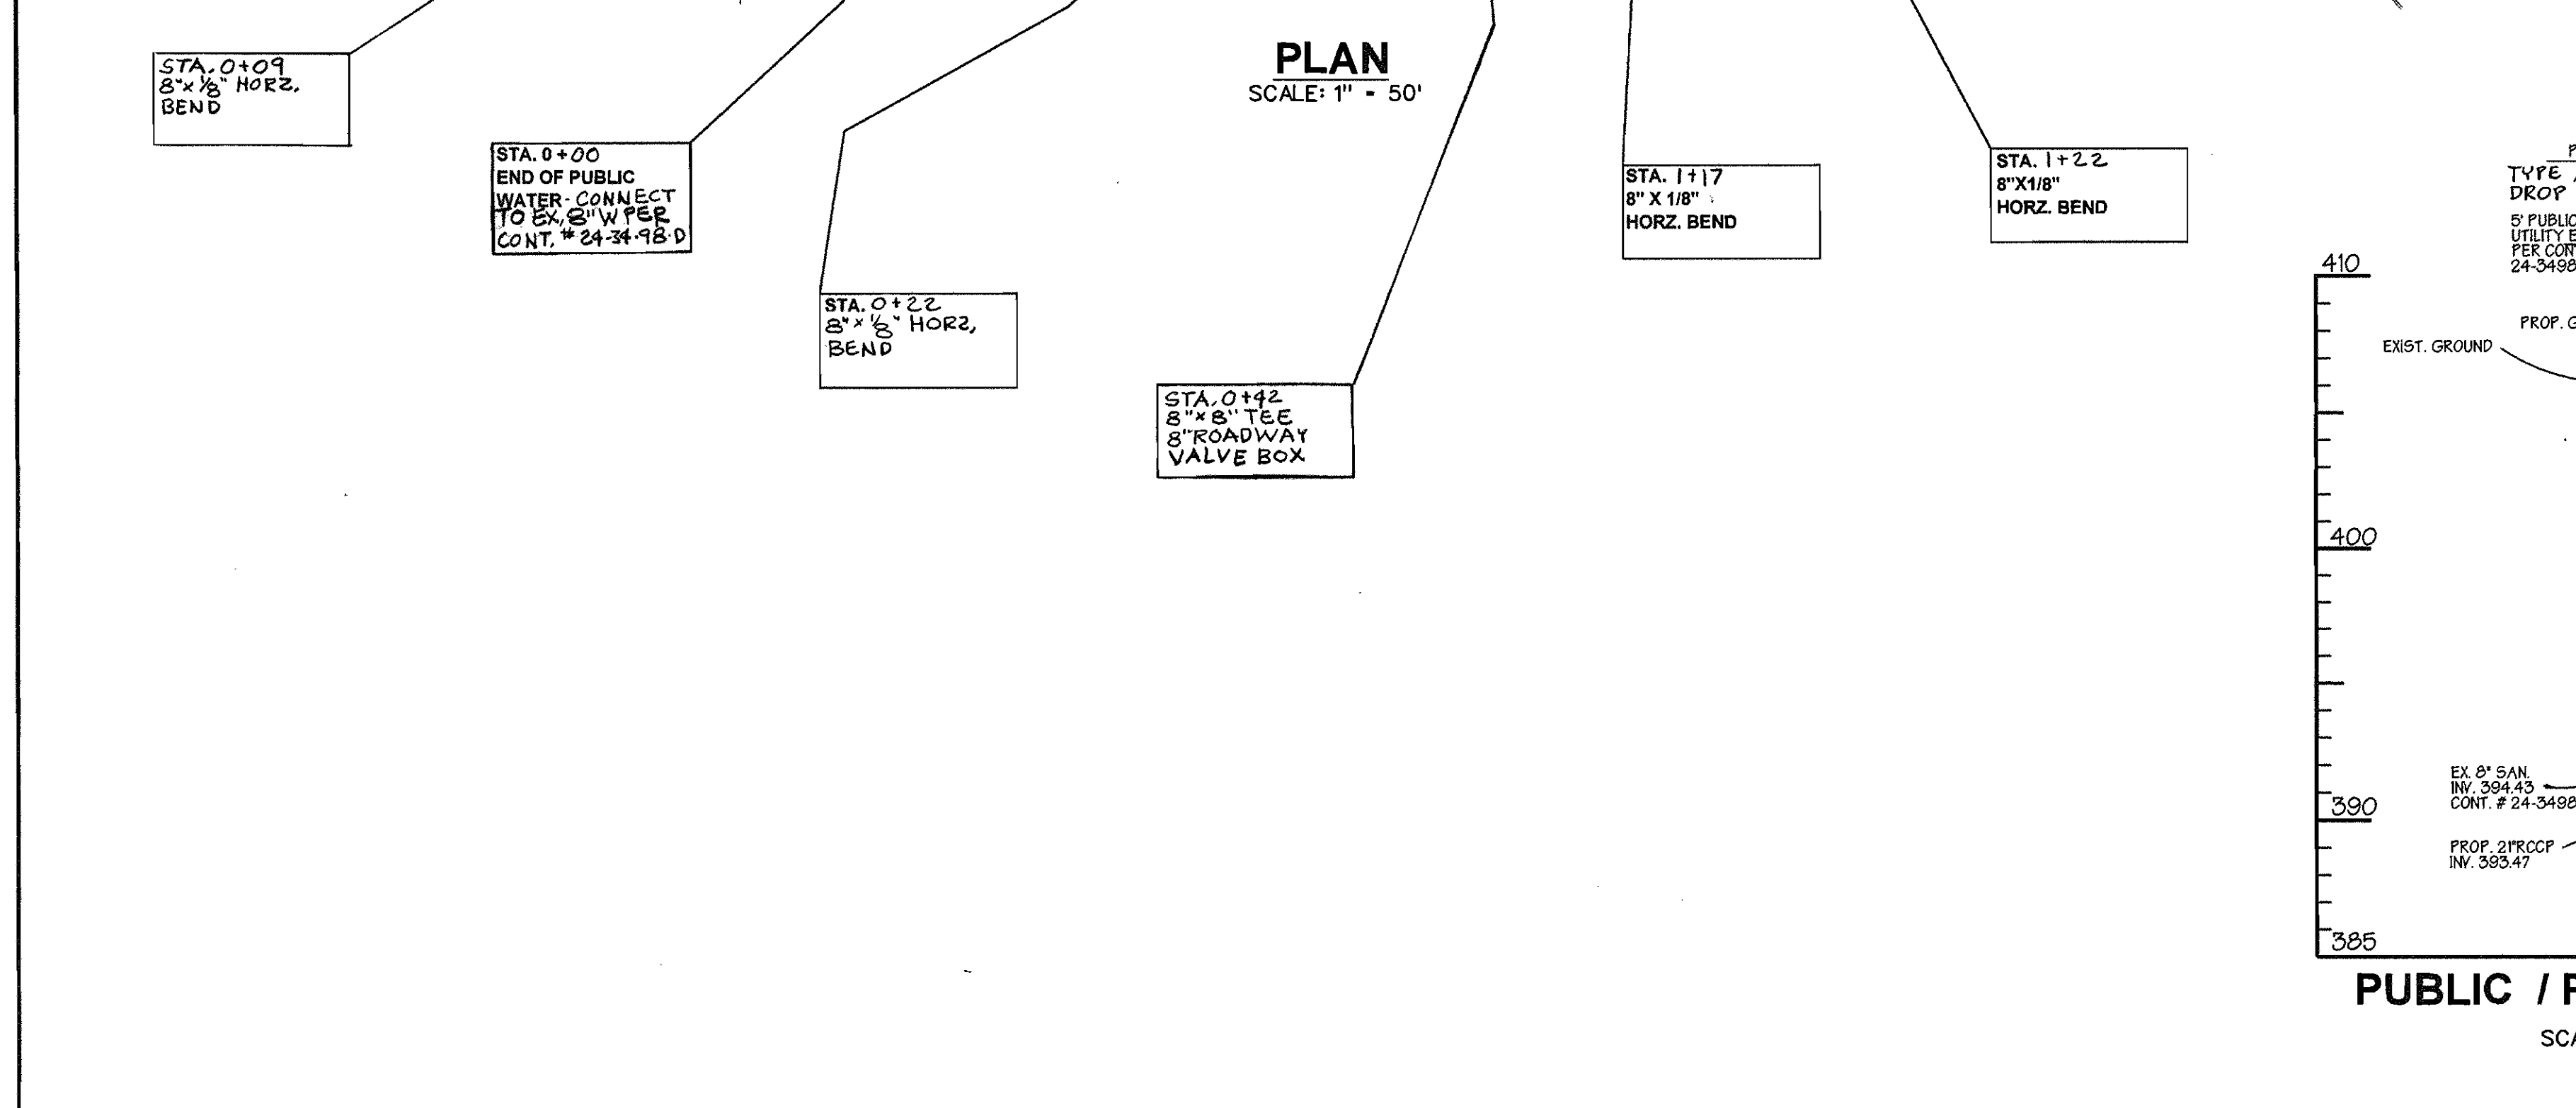 STA. 0+09
8"x 1/8" HORZ.
BEND
STA. 0+00
END OF PUBLIC
WATER- CONNECT
TO EX. 8"W PER
CONT. # 24-34-98-D
STA. 0+22
8"x 1/8" HORZ.
BEND
PLAN
SCALE: 1" = 50'
STA. 0+42
8"x 8" TEE
8" ROADWAY
VALVE BOX
STA. 1+17
8" X 1/8"
HORZ. BEND
STA. 1+22
8"X1/8"
HORZ. BEND
TYPE
DROP
5' PUBLIC
UTILITY E
PER CONT
24-3498
410
PROP. G
EXIST. GROUND
400
EX. 8" SAN.
INV. 394.43
CONT. # 24-3498
390
PROP. 21"RCCP
INV. 393.47
385
PUBLIC / P
SCA